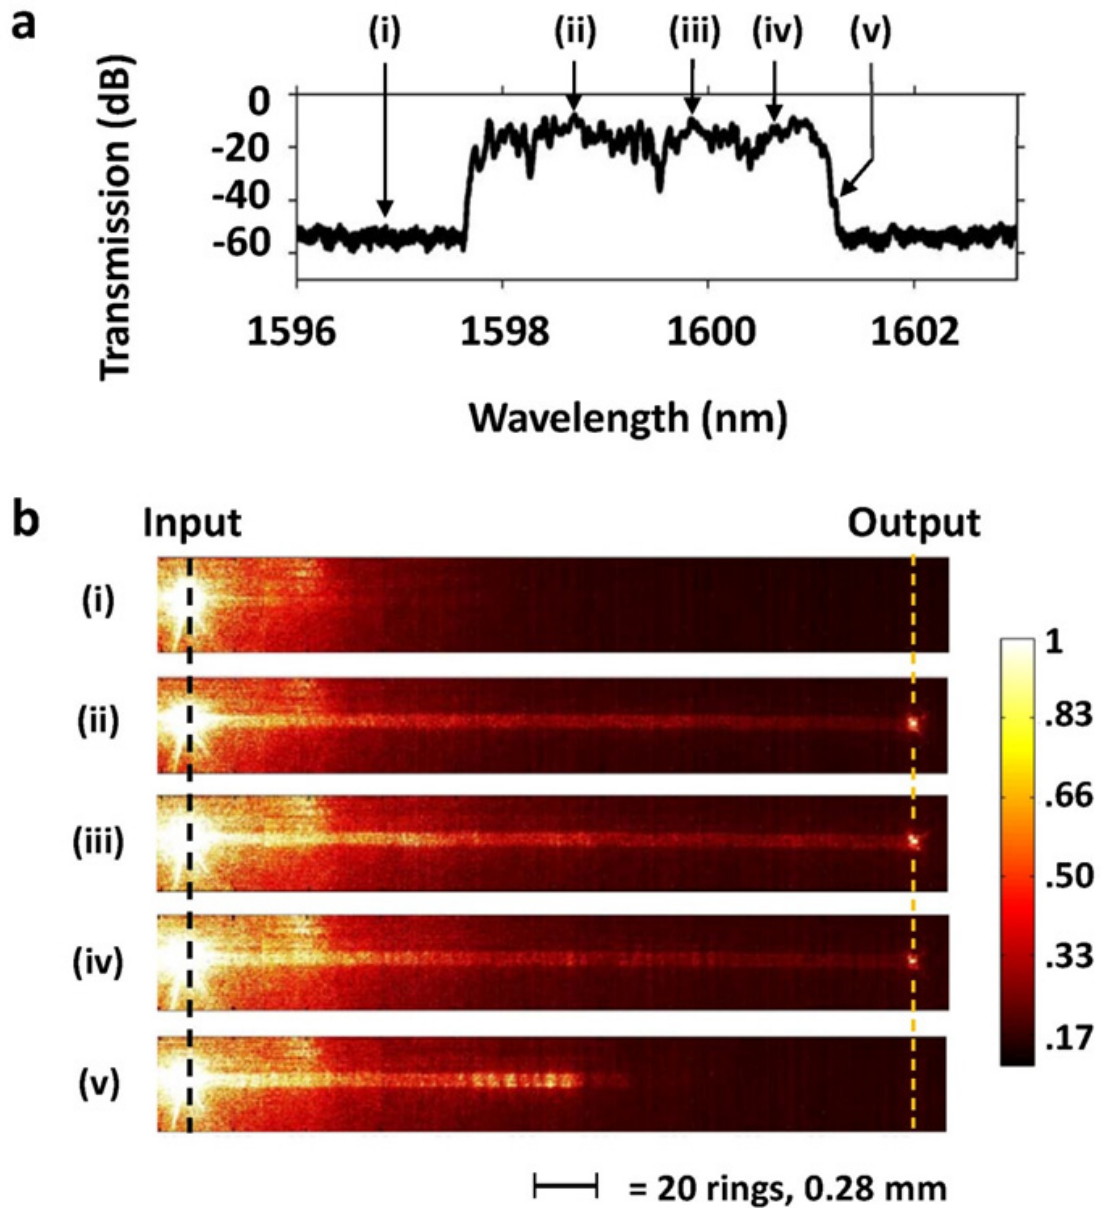 a
(i) (ii) (iii) (iv) (v)
Transmission (dB)
0
-20
-40
-60
1596 1598 1600 1602
Wavelength (nm)
b
Input Output
(i)
(ii)
(iii)
(iv)
(v)
1
.83
.66
.50
.33
.17
= 20 rings, 0.28 mm